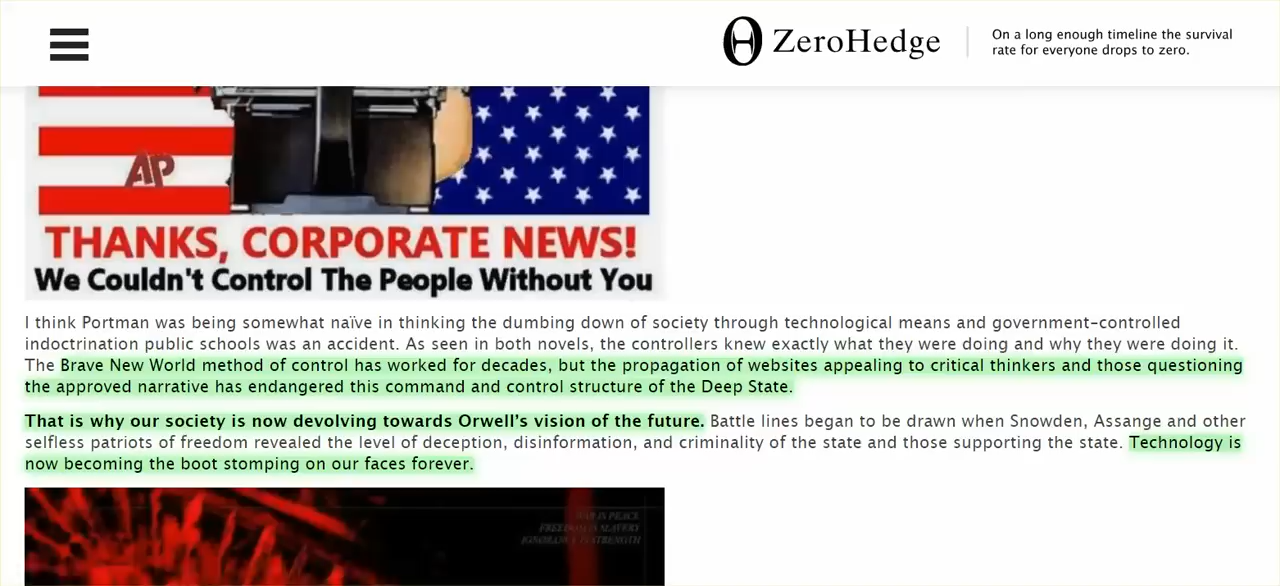 ZeroHedge
On a long enough timeline the survival
rate for everyone drops to zero.
AP
THANKS, CORPORATE NEWS!
We Couldn't Control The People Without You
I think Portman was being somewhat naïve in thinking the dumbing down of society through technological means and government-controlled
indoctrination public schools was an accident. As seen in both novels, the controllers knew exactly what they were doing and why they were doing it.
The Brave New World method of control has worked for decades, but the propagation of websites appealing to critical thinkers and those questioning
the approved narrative has endangered this command and control structure of the Deep State.
That is why our society is now devolving towards Orwell's vision of the future. Battle lines began to be drawn when Snowden, Assange and other
selfless patriots of freedom revealed the level of deception, disinformation, and criminality of the state and those supporting the state. Technology is
now becoming the boot stomping on our faces forever.
WAR IS PEACE
FREEDOM IS SLAVERY
IGNORANCE IS STRENGTH